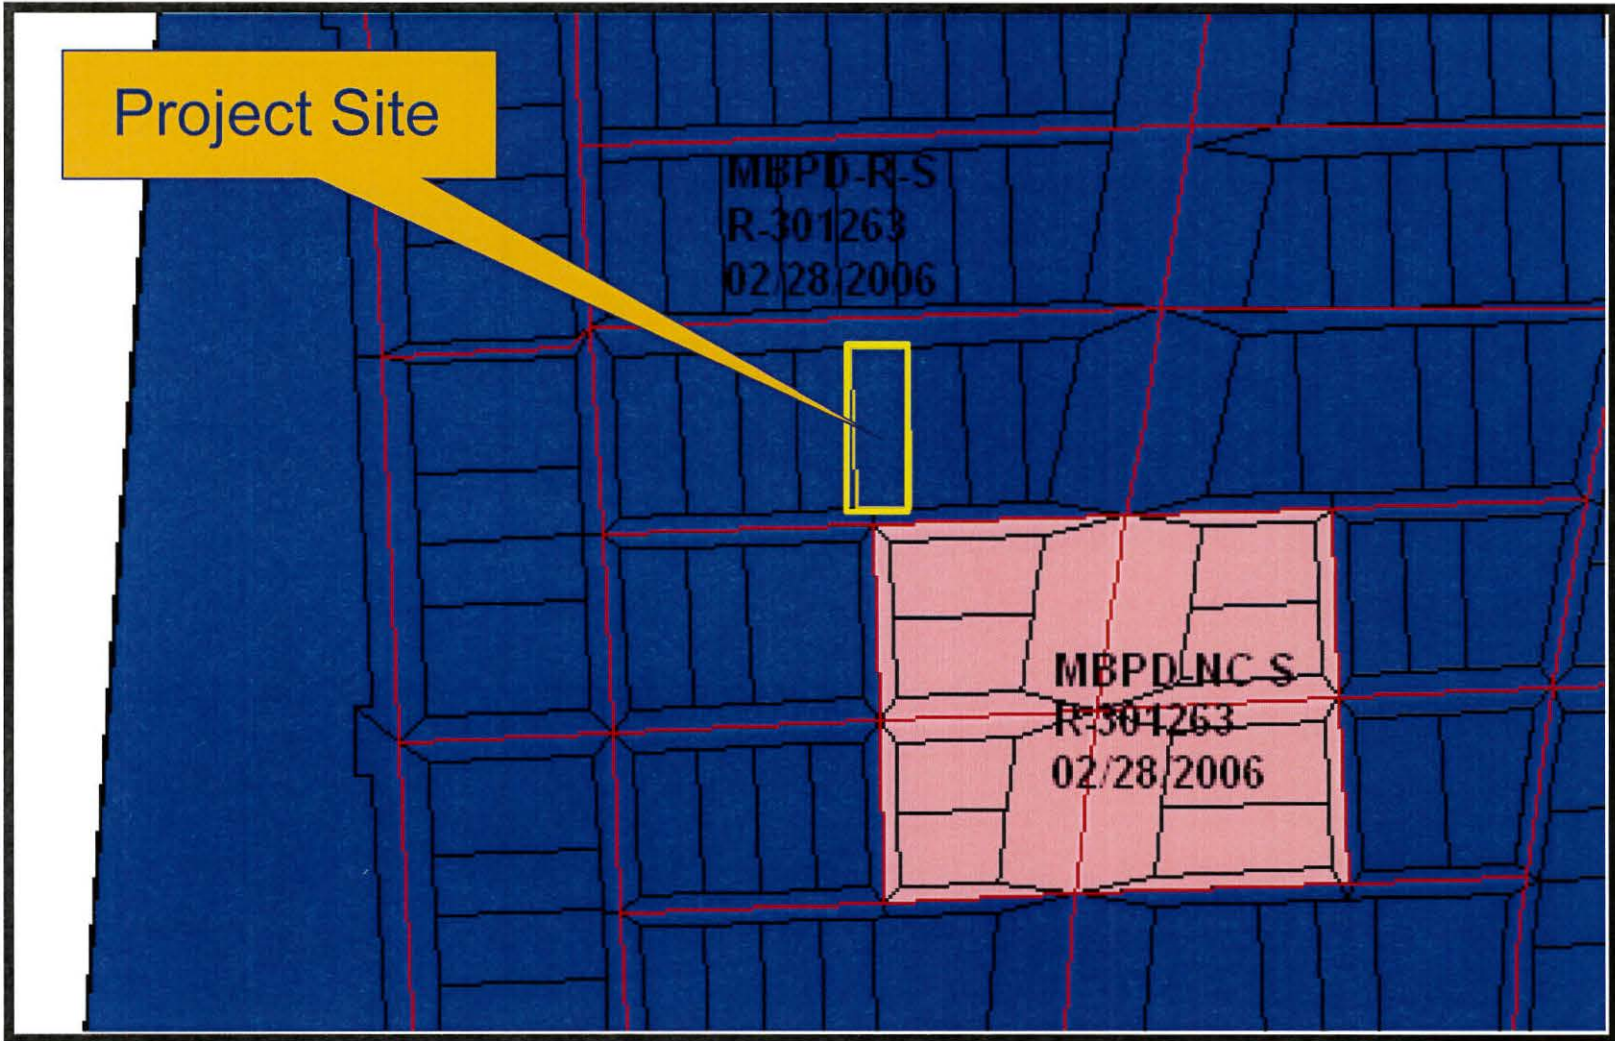 Project Site
MBPD-R-S
R-301263
02/28/2006
MBPD-NC-S
R-301263
02/28/2006